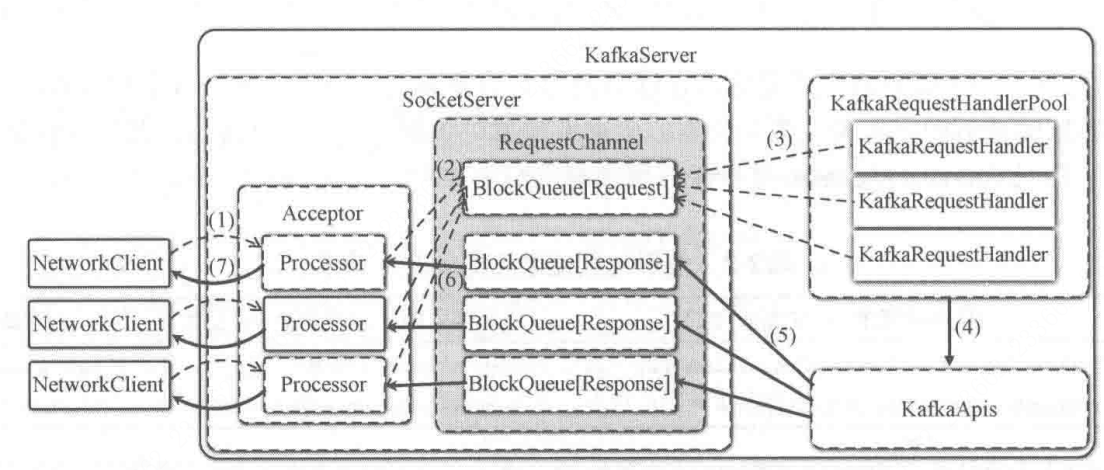 KafkaServer
SocketServer
KafkaRequestHandlerPool
RequestChannel
(3)
KafkaRequestHandler
(2)
BlockQueue[Request]
KafkaRequestHandler
Acceptor
(1)
KafkaRequestHandler
NetworkClient
(7)
Processor
(6)
BlockQueue[Response]
NetworkClient
Processor
BlockQueue[Response]
(5)
(4)
NetworkClient
Processor
BlockQueue[Response]
KafkaApis